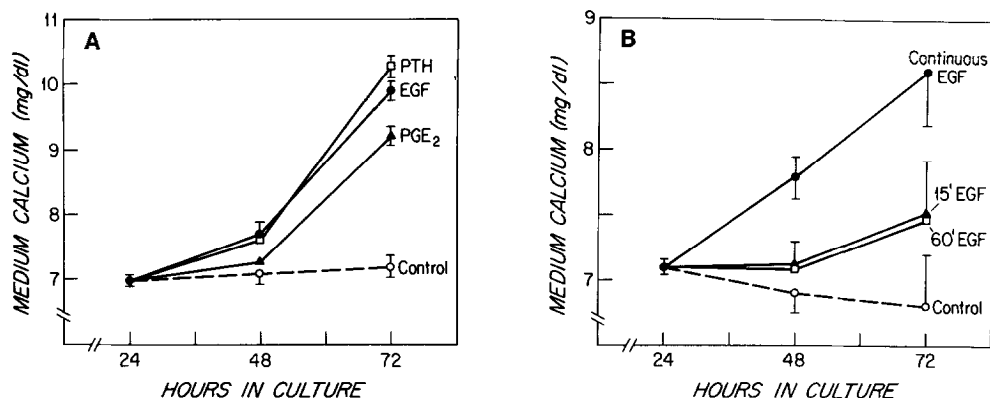 A
MEDIUM CALCIUM (mg/dl)
11
10
9
8
7
PTH
EGF
PGE2
Control
24
48
72
HOURS IN CULTURE
B
MEDIUM CALCIUM (mg/dl)
9
8
7
Continuous
EGF
15' EGF
60' EGF
Control
24
48
72
HOURS IN CULTURE